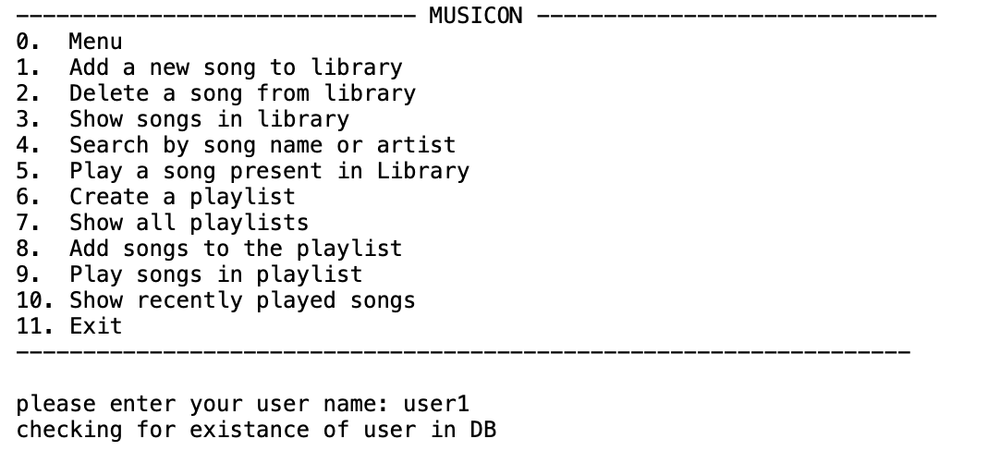 ------------------------------ MUSICON ------------------------------
0.  Menu
1.  Add a new song to library
2.  Delete a song from library
3.  Show songs in library
4.  Search by song name or artist
5.  Play a song present in Library
6.  Create a playlist
7.  Show all playlists
8.  Add songs to the playlist
9.  Play songs in playlist
10. Show recently played songs
11. Exit
-------------------------------------------------------------------
please enter your user name: user1
checking for existance of user in DB